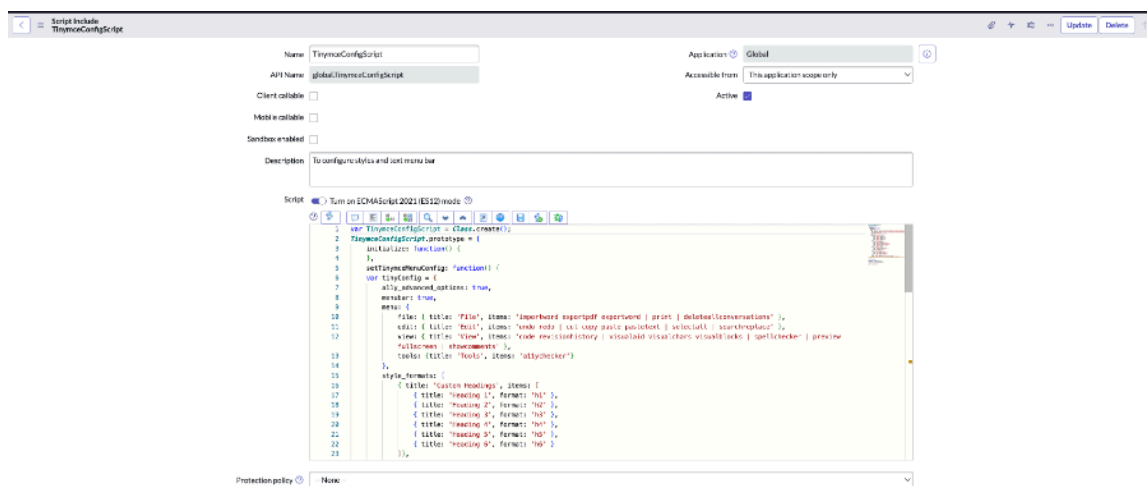 Script Include
TinymceConfigScript
Update
Delete
Name
TinymceConfigScript
Application
Global
API Name
global.TinymceConfigScript
Accessible from
This application scope only
Client callable
Active
Mobile callable
Sandbox enabled
Description
To configure styles and text menu bar
Script
Turn on ECMAScript 2021 (ES12) mode
1 var TinymceConfigScript = Class.create();
2 TinymceConfigScript.prototype = {
3 initialize: function() {
4 },
5 setTinymceMenuConfig: function() {
6 var tinyConfig = {
7 a11y_advanced_options: true,
8 menubar: true,
9 menu: {
10 file: { title: 'File', items: 'importword exportpdf exportword | print | deleteallconversations' },
11 edit: { title: 'Edit', items: 'undo redo | cut copy paste pastetext | selectall | searchreplace' },
12 view: { title: 'View', items: 'code revisionhistory | visualaid visualchars visualblocks | spellchecker | preview
fullscreen | showcomments' },
13 tools: {title: 'Tools', items: 'a11ychecker'}
14 },
15 style_formats: [
16 { title: 'Custom Headings', items: [
17 { title: 'Heading 1', format: 'h1' },
18 { title: 'Heading 2', format: 'h2' },
19 { title: 'Heading 3', format: 'h3' },
20 { title: 'Heading 4', format: 'h4' },
21 { title: 'Heading 5', format: 'h5' },
22 { title: 'Heading 6', format: 'h6' }
23 ]},
Protection policy
-- None --